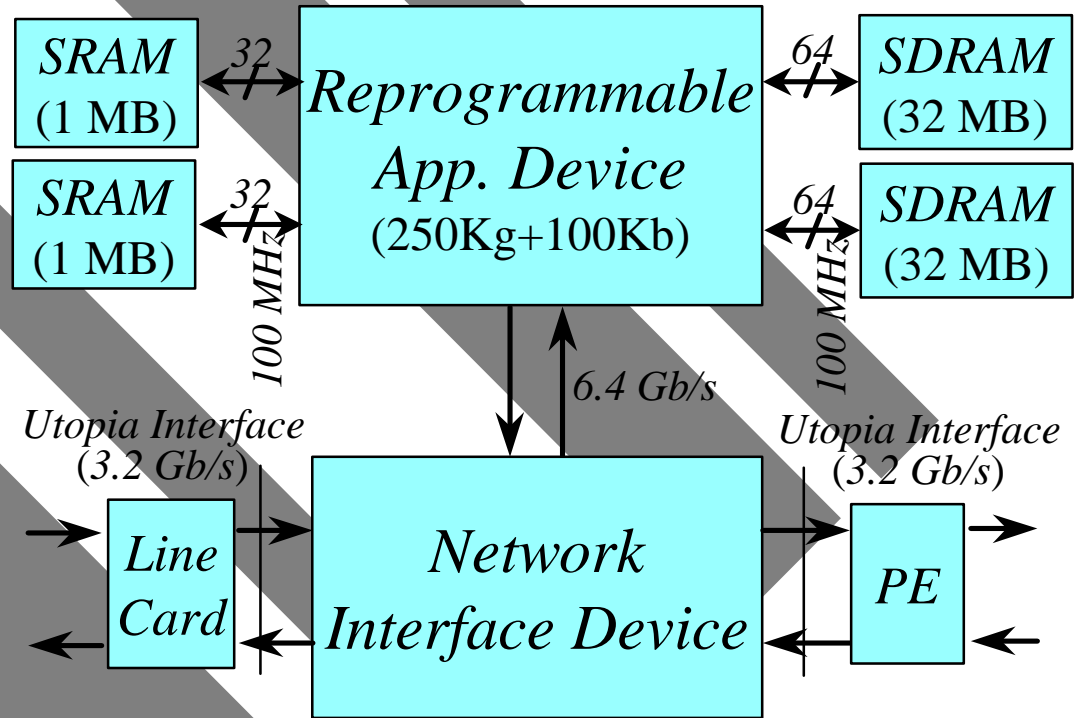 SRAM
(1 MB)
32
Reprogrammable
App. Device
(250Kg+100Kb)
64
SDRAM
(32 MB)
SRAM
(1 MB)
32
100 MHz
64
100 MHz
SDRAM
(32 MB)
6.4 Gb/s
Utopia Interface
(3.2 Gb/s)
Utopia Interface
(3.2 Gb/s)
Line
Card
Network
Interface Device
PE